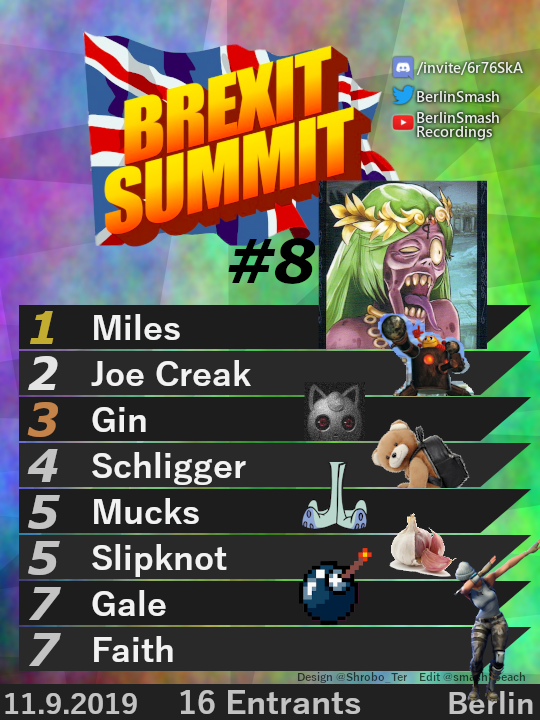 BREXIT
SUMMIT
#8
/invite/6r76SkA
BerlinSmash
BerlinSmash
Recordings
1 Miles
2 Joe Creak
3 Gin
4 Schligger
5 Mucks
5 Slipknot
7 Gale
7 Faith
Design @Shrobo_Ter Edit
11.9.2019 16 Entrants Berlin